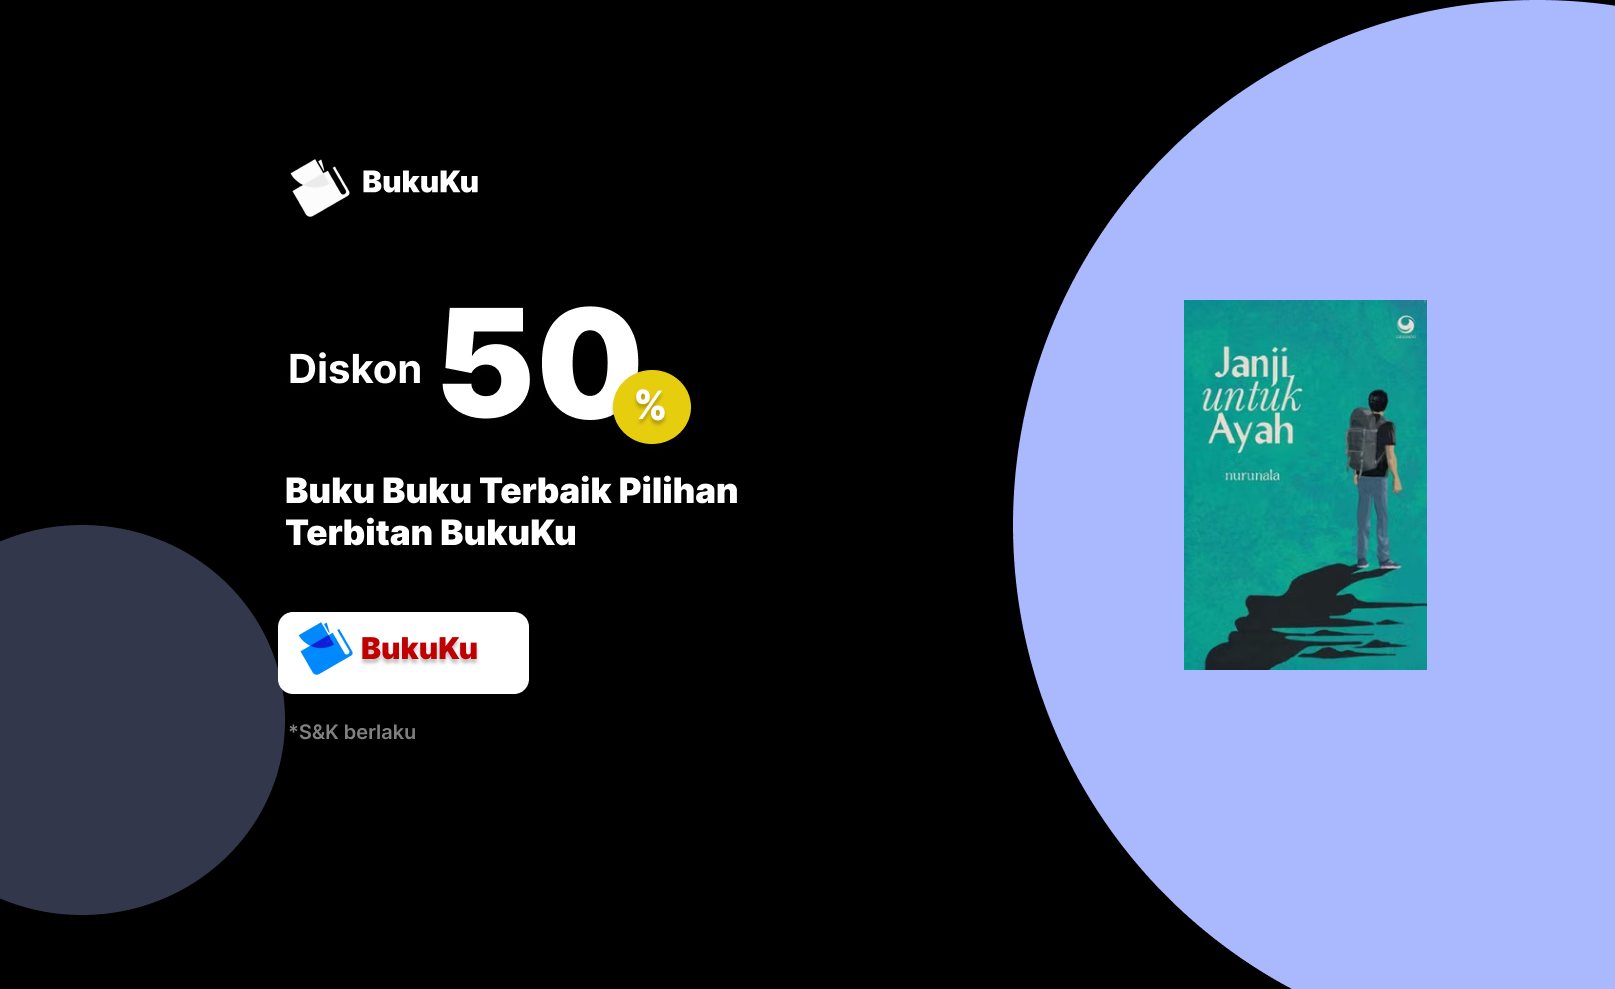 BukuKu
Diskon 50%
Buku Buku Terbaik Pilihan
Terbitan BukuKu
BukuKu
*S&K berlaku
Janji
untuk
Ayah
nurunala